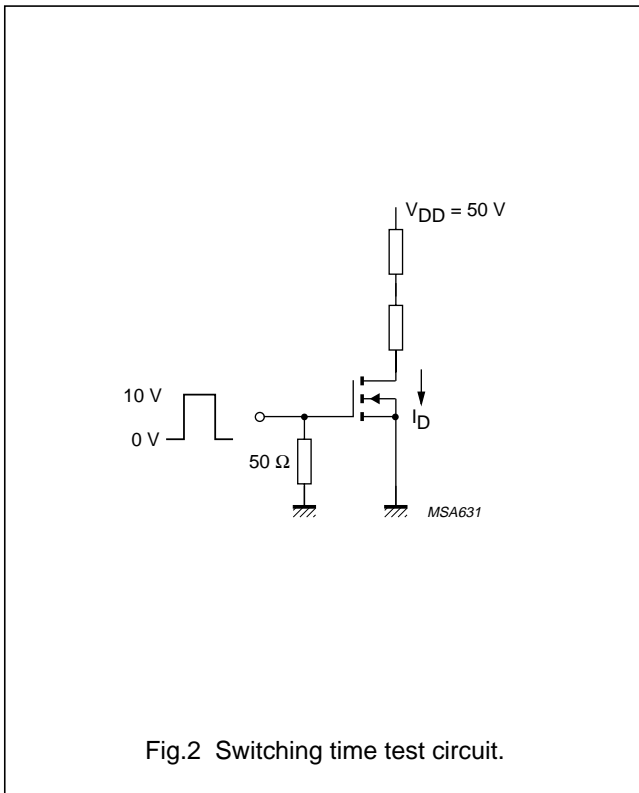 V_DD = 50 V
10 V
0 V
I_D
50 Ω
MSA631
Fig.2 Switching time test circuit.